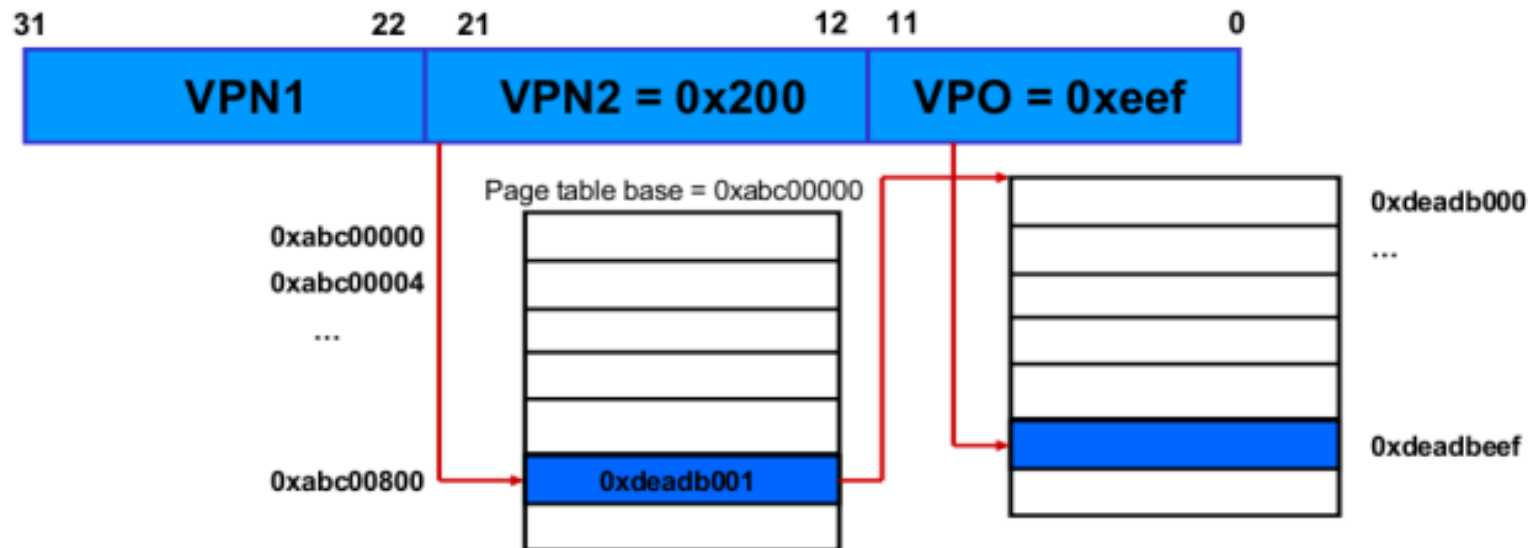 31 22 21 12 11 0
VPN1 VPN2 = 0x200 VPO = 0xeef
Page table base = 0xabc00000
0xabc00000
0xabc00004
...
0xabc00800
0xdeadb001
0xdeadb000
...
0xdeadbeef